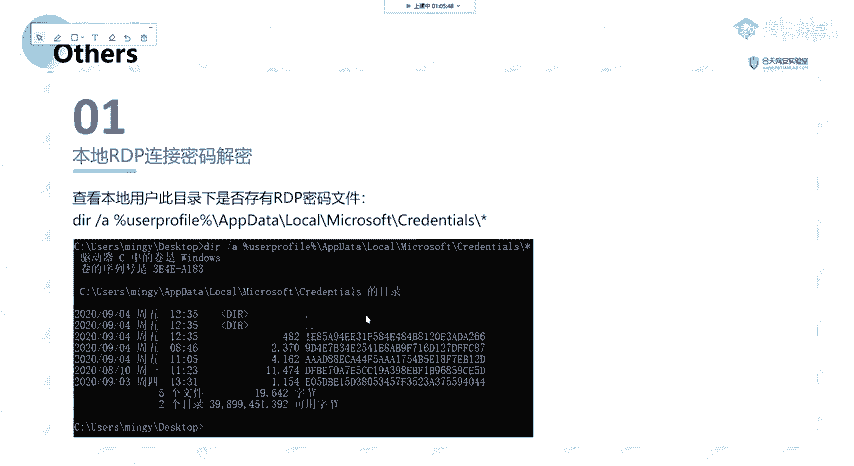 上课中 01:05:48
Others
合天网安实验室
01
本地RDP连接密码解密
查看本地用户此目录下是否存有RDP密码文件：
dir /a %userprofile%\AppData\Local\Microsoft\Credentials\*
C:\Users\mingy\Desktop>dir /a %userprofile%\AppData\Local\Microsoft\Credentials\*
驱动器 C 中的卷是 Windows
卷的序列号是 3E4E-A183
C:\Users\mingy\AppData\Local\Microsoft\Credentials 的目录
2020/09/04 周五 12:35 <DIR> .
2020/09/04 周五 12:35 <DIR> ..
2020/09/04 周五 12:35 482
2020/09/04 周五 08:46 2,370
2020/09/04 周五 11:05 4,162
2020/08/10 周一 11:23 11,474
2020/09/03 周四 13:31 1,154
5 个文件 19,642 字节
2 个目录 39,899,451,392 可用字节
C:\Users\mingy\Desktop>